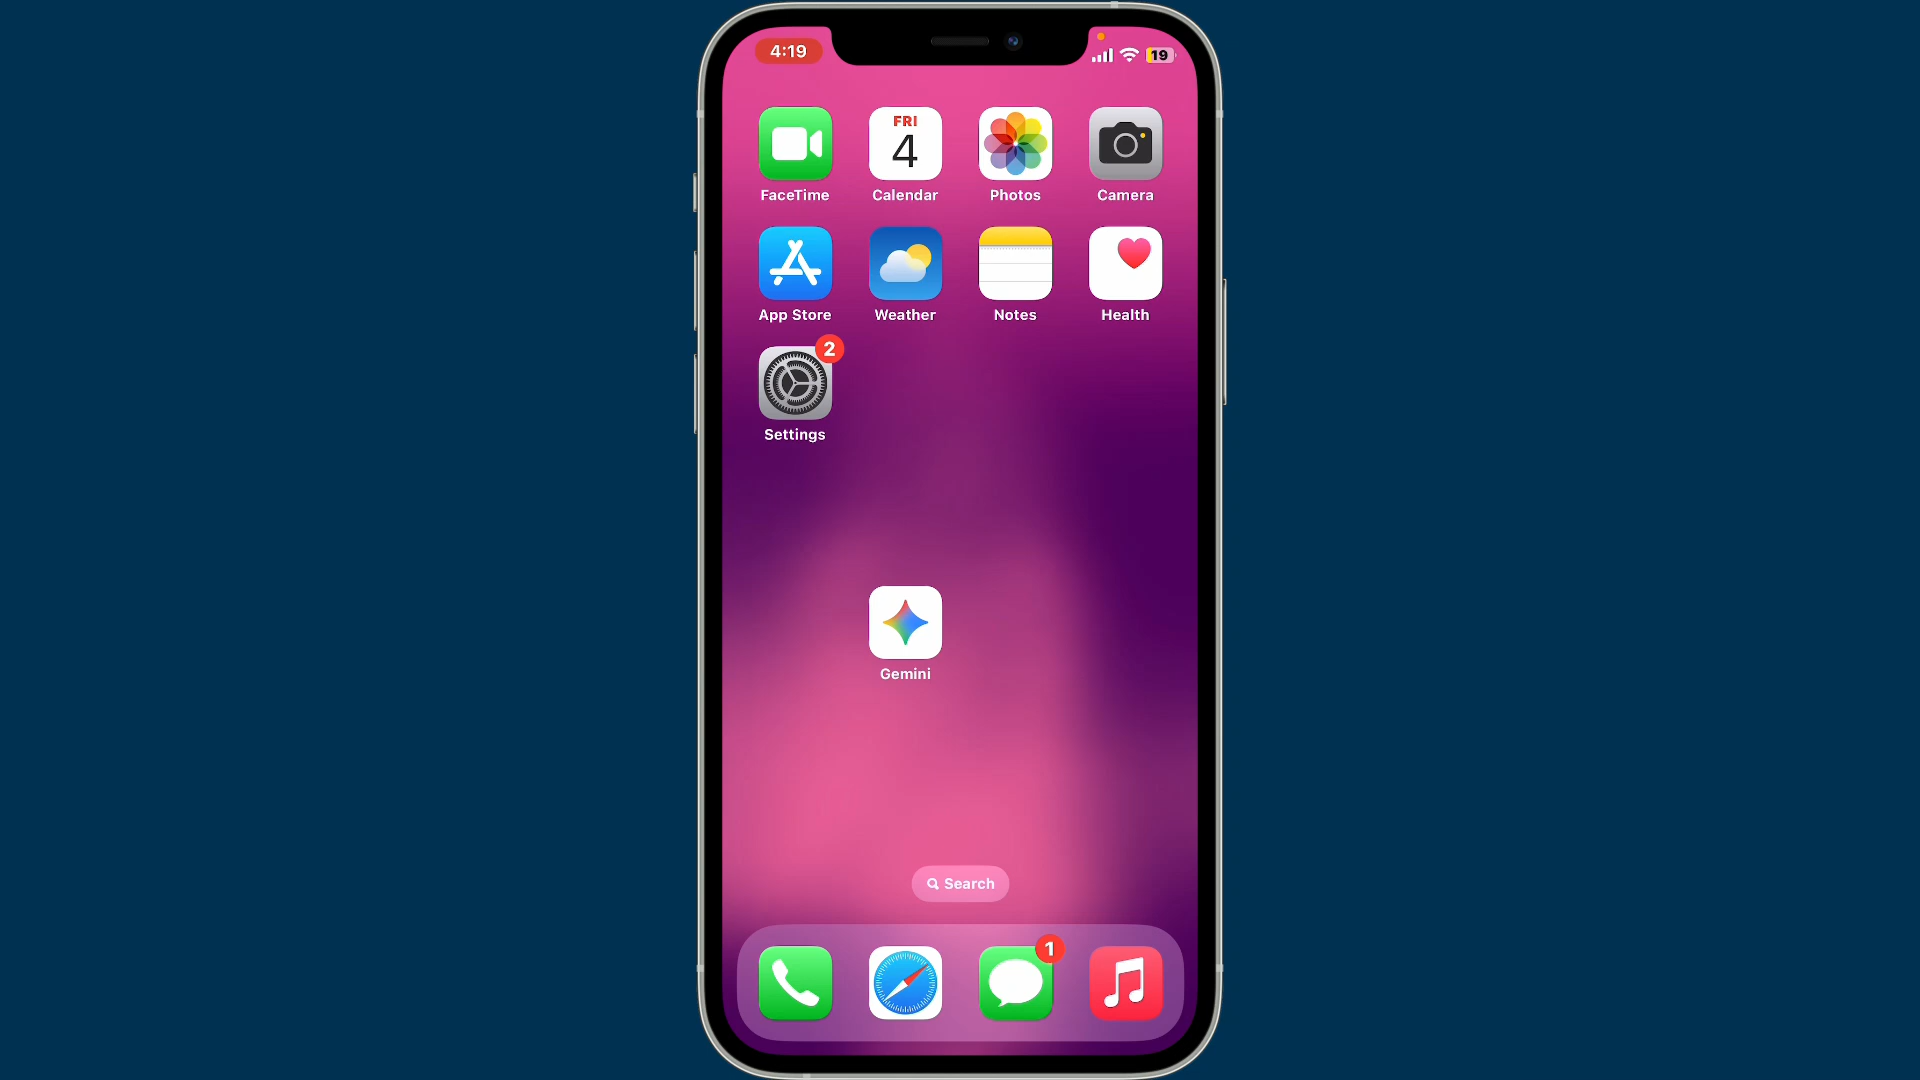 4:19
19
FRI
4
FaceTime
Calendar
Photos
Camera
App Store
Weather
Notes
Health
2
Settings
Gemini
Search
1